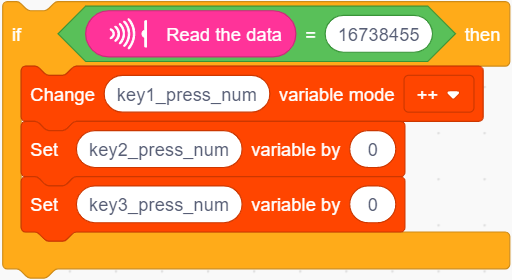 if Read the data = 16738455 then
Change key1_press_num variable mode ++
Set key2_press_num variable by 0
Set key3_press_num variable by 0